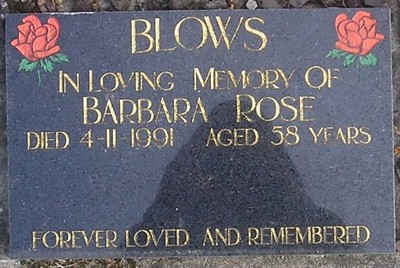 BLOWS
IN LOVING MEMORY OF
BARBARA ROSE
DIED 4-11-1991 AGED 58 YEARS
FOREVER LOVED AND REMEMBERED